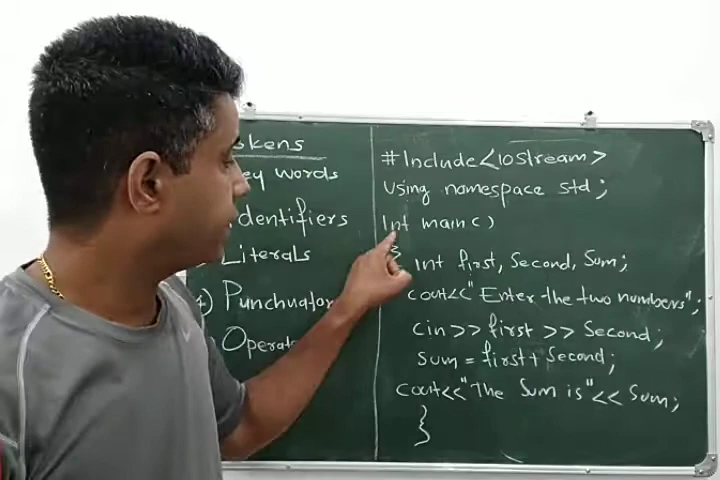 kens
ey words
dentifiers
Literals
4) Punchuator
Operat
#Include<IoStream>
Using namespace std;
Int main()
{
Int first, Second, Sum;
cout<<"Enter the two numbers";
cin>>first>>Second;
sum=first+Second;
cout<<"The Sum is"<< Sum;
}